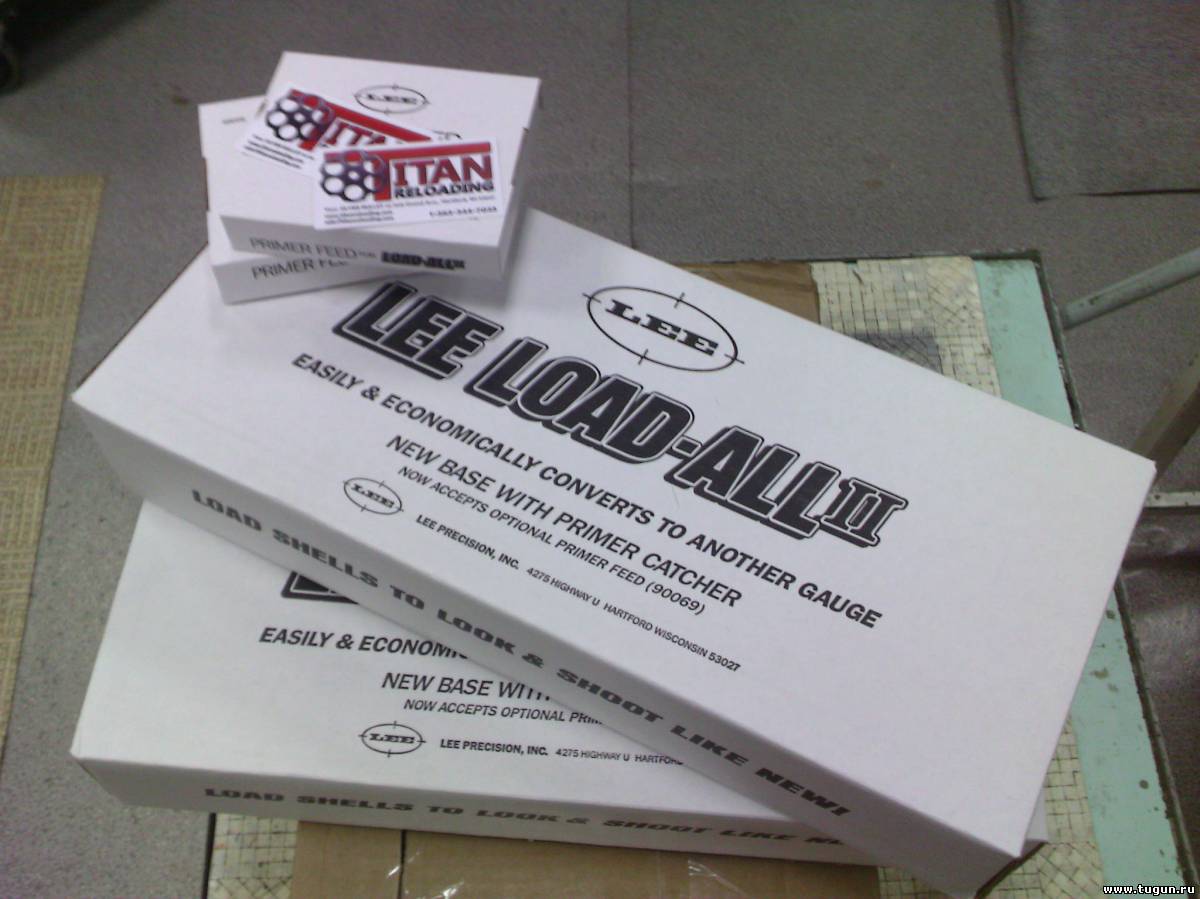 LEE
TITAN
TITAN
RELOADING
PRIMER FEED FOR LOAD-ALL II
PRIMER FEE
LEE
LEE LOAD-ALL II
EASILY & ECONOMICALLY CONVERTS TO ANOTHER GAUGE
NEW BASE WITH PRIMER CATCHER
NOW ACCEPTS OPTIONAL PRIMER FEED (90069)
LEE LEE PRECISION, INC. 4275 HIGHWAY U HARTFORD WISCONSIN 53027
LOAD SHELLS TO LOOK & SHOOT LIKE NEW!
EASILY & ECONOMIC
NEW BASE WITH
NOW ACCEPTS OPTIONAL PRIM
LEE LEE PRECISION, INC. 4275 HIGHWAY U HARTFORD
LOAD SHELLS TO LOOK & SHOOT LIKE NE
www.tugun.ru